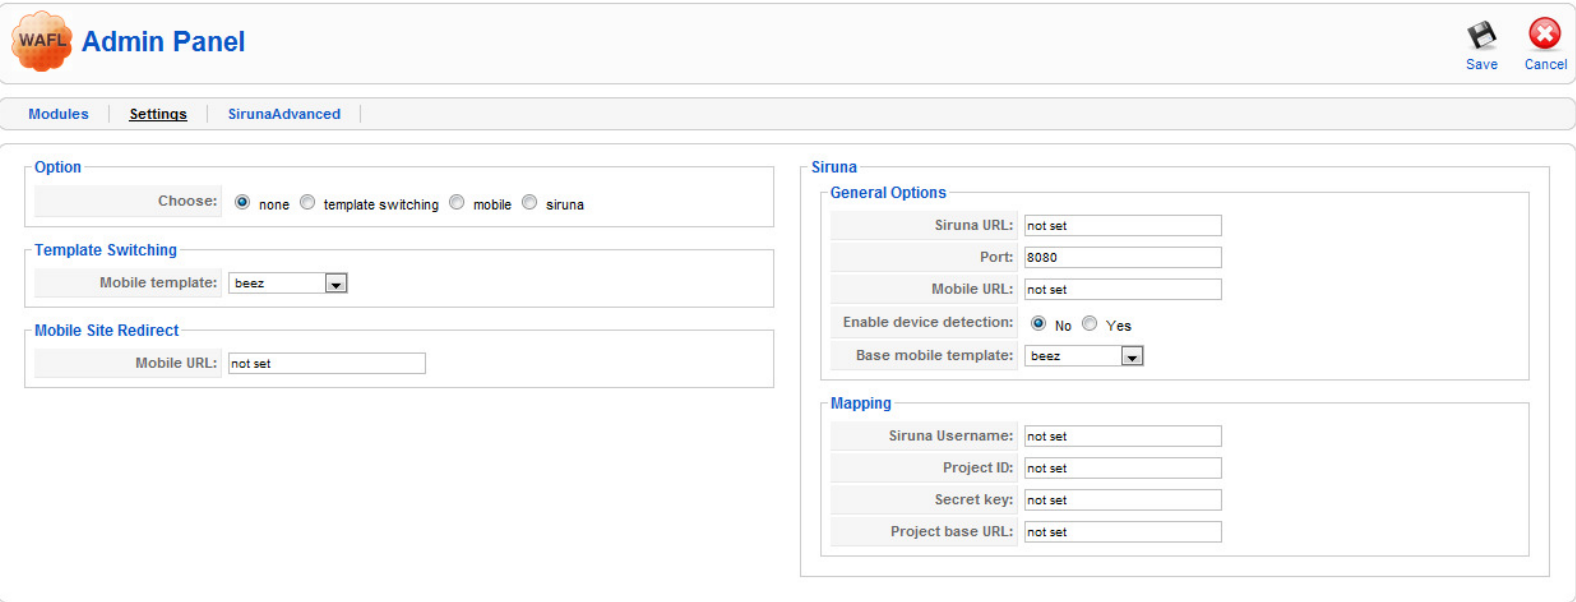 WAFL Admin Panel
Save Cancel
Modules Settings SirunaAdvanced
Option
Choose: none template switching mobile siruna
Template Switching
Mobile template: beez
Mobile Site Redirect
Mobile URL: not set
Siruna
General Options
Siruna URL: not set
Port: 8080
Mobile URL: not set
Enable device detection: No Yes
Base mobile template: beez
Mapping
Siruna Username: not set
Project ID: not set
Secret key: not set
Project base URL: not set